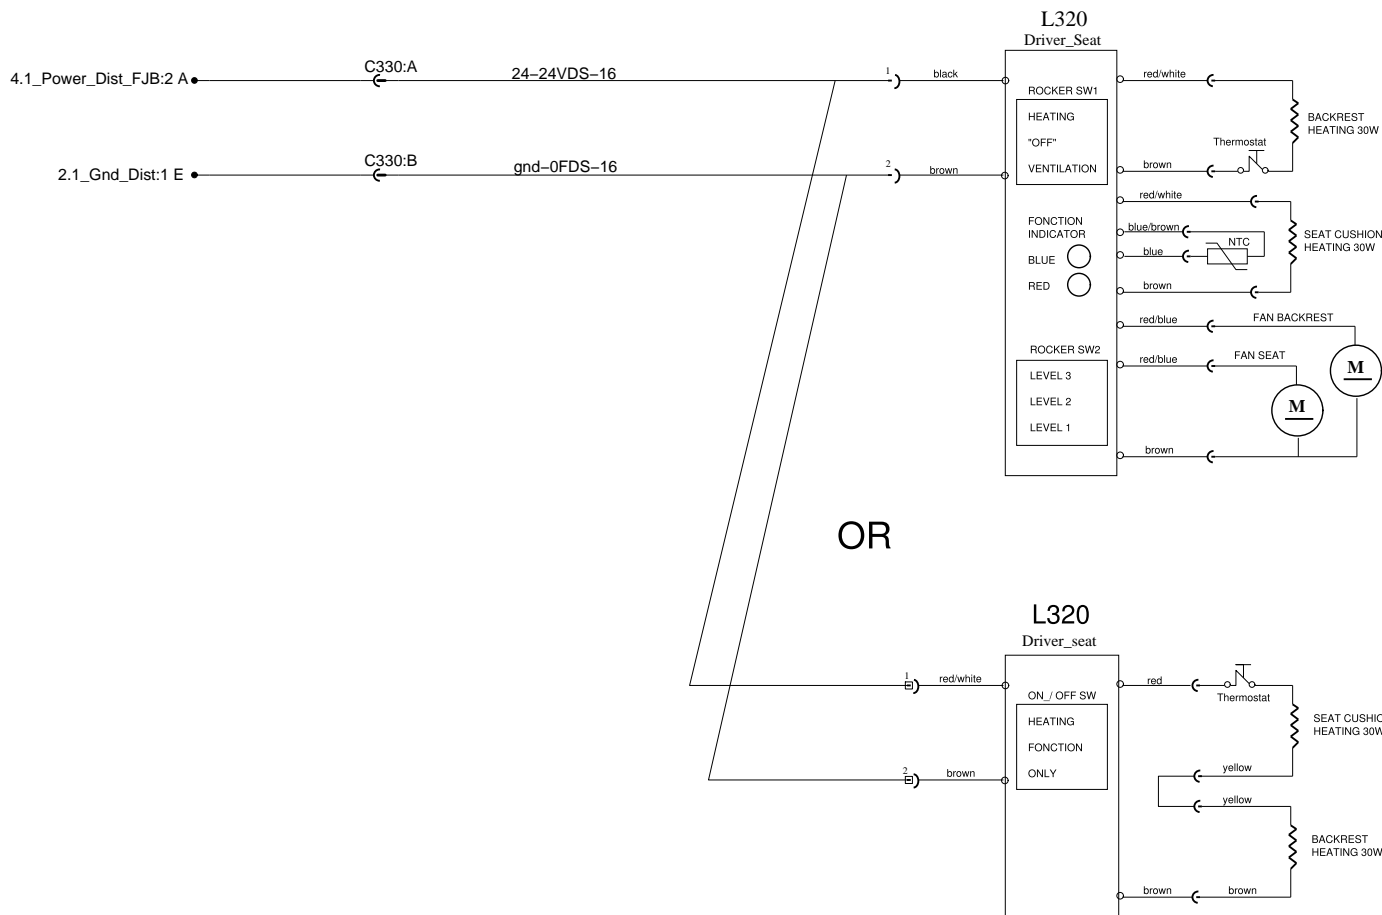 L320
Driver_Seat
4.1_Power_Dist_FJB:2 A
C330:A
24–24VDS–16
1
black
red/white
ROCKER SW1
HEATING
"OFF"
VENTILATION
BACKREST
HEATING 30W
Thermostat
2.1_Gnd_Dist:1 E
C330:B
gnd–0FDS–16
2
brown
brown
red/white
FONCTION
INDICATOR
BLUE
RED
blue/brown
NTC
blue
SEAT CUSHION
HEATING 30W
brown
red/blue
FAN BACKREST
ROCKER SW2
LEVEL 3
LEVEL 2
LEVEL 1
red/blue
FAN SEAT
M
M
brown
OR
L320
Driver_seat
1
red/white
ON_/ OFF SW
HEATING
FONCTION
ONLY
red
Thermostat
SEAT CUSHIO
HEATING 30W
2
brown
yellow
yellow
BACKREST
HEATING 30W
brown
brown